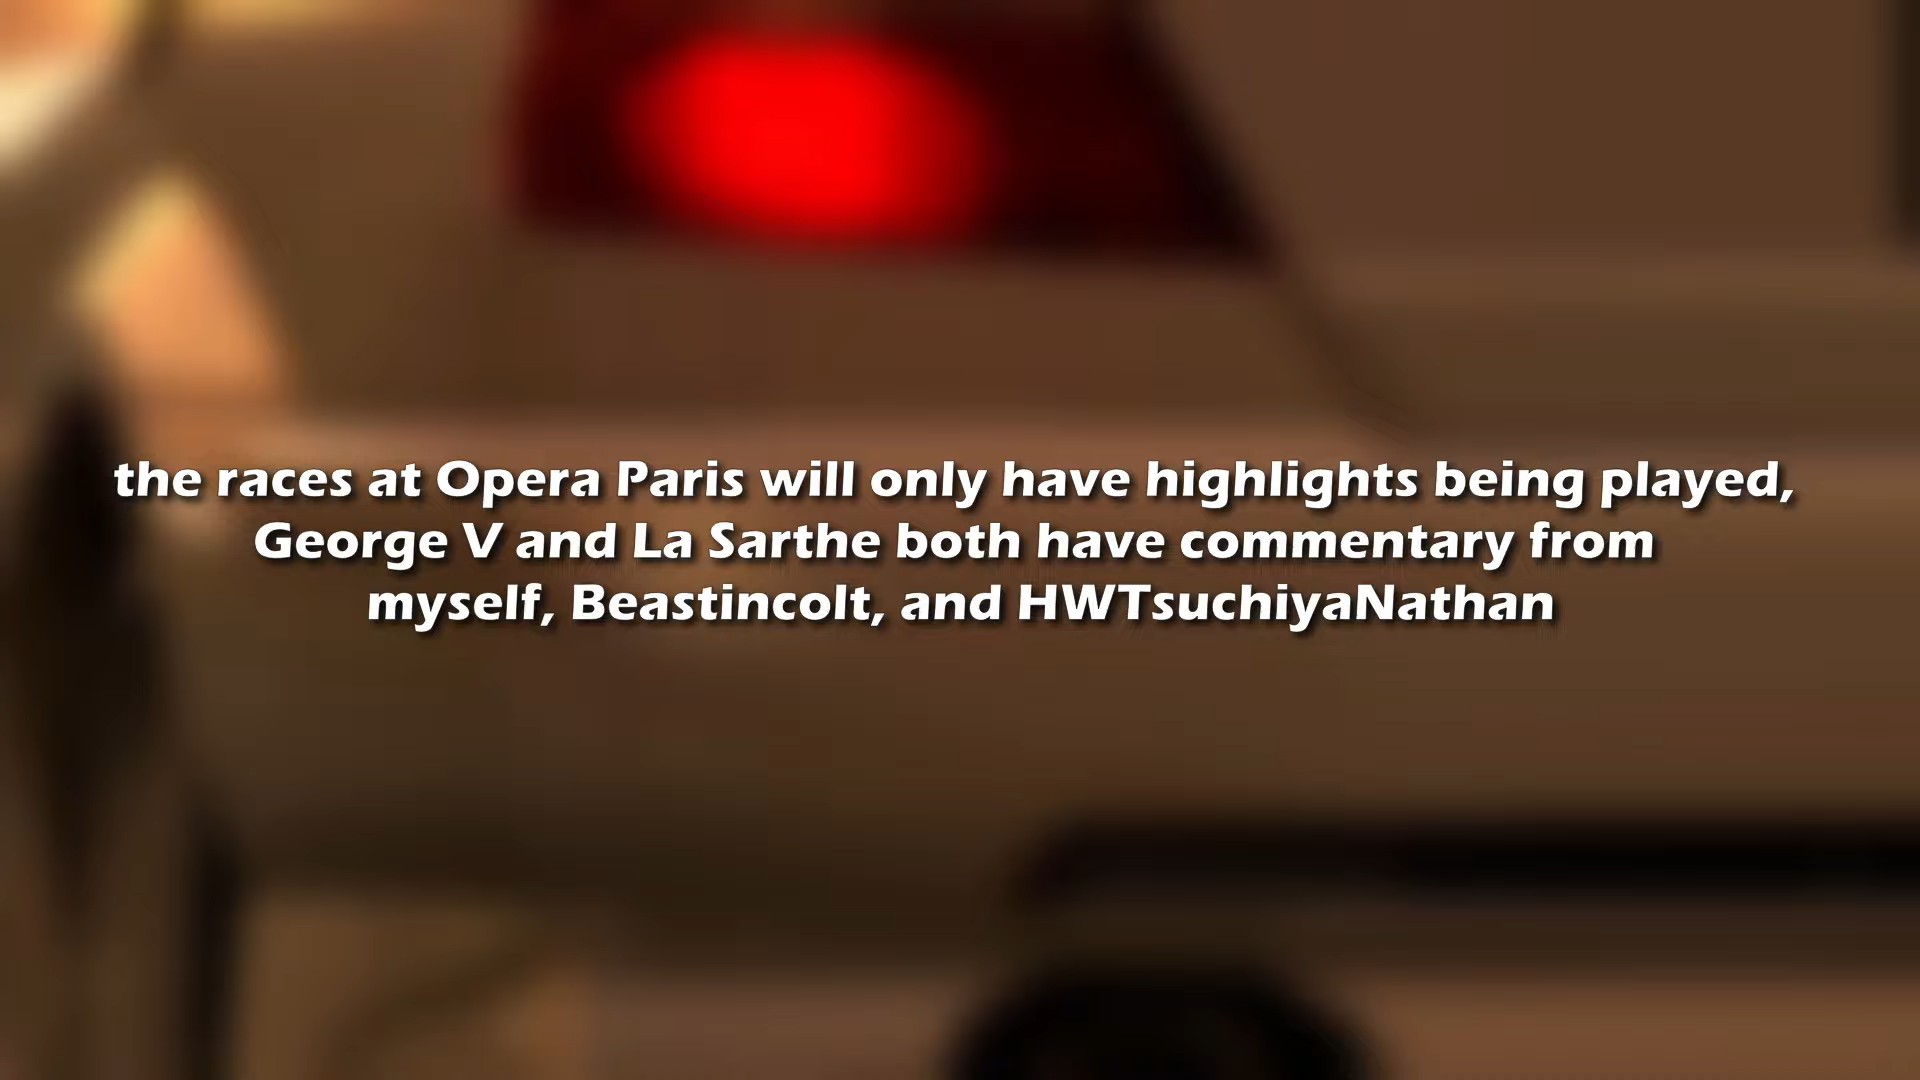 the races at Opera Paris will only have highlights being played,
George V and La Sarthe both have commentary from
myself, Beastincolt, and HWTsuchiyaNathan